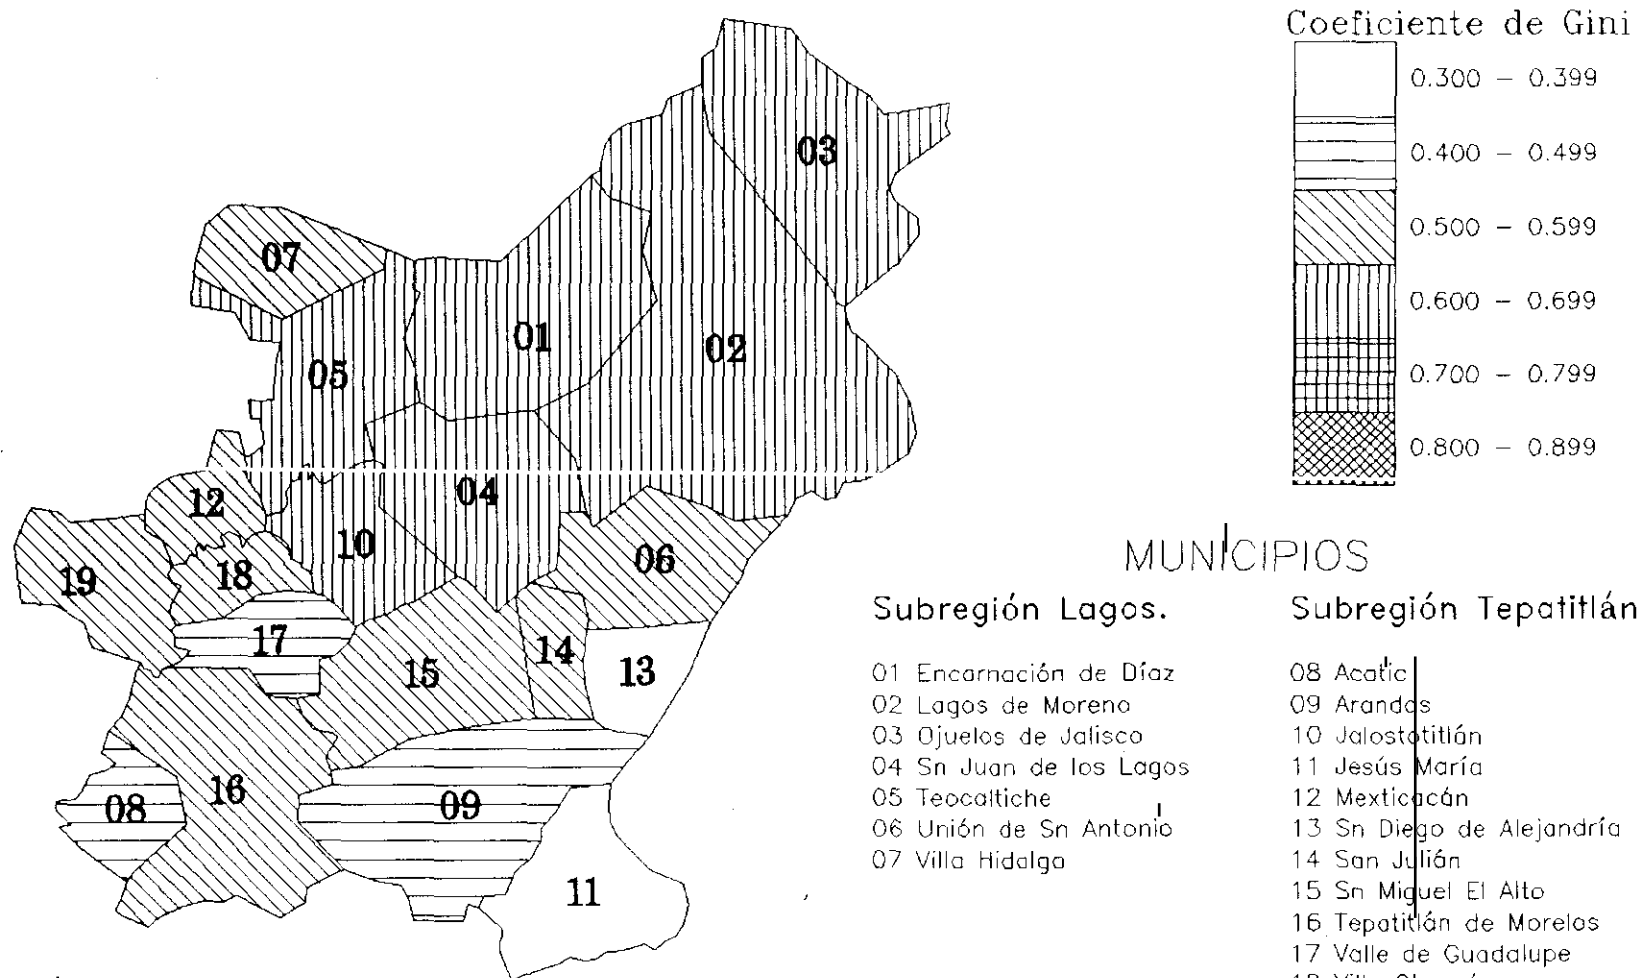 Coeficiente de Gini
0.300 – 0.399
0.400 – 0.499
0.500 – 0.599
0.600 – 0.699
0.700 – 0.799
0.800 – 0.899
03
07
01
02
05
12
04
10
06
19
18
17
14
15
13
16
08
09
11
MUNICIPIOS
Subregión Lagos.
01 Encarnación de Díaz
02 Lagos de Moreno
03 Ojuelos de Jalisco
04 Sn Juan de los Lagos
05 Teocaltiche
06 Unión de Sn Antonio
07 Villa Hidalgo
Subregión Tepatitlán
08 Acatic
09 Arandas
10 Jalostotitlán
11 Jesús María
12 Mexticacán
13 Sn Diego de Alejandría
14 San Julián
15 Sn Miguel El Alto
16 Tepatitlán de Morelos
17 Valle de Guadalupe